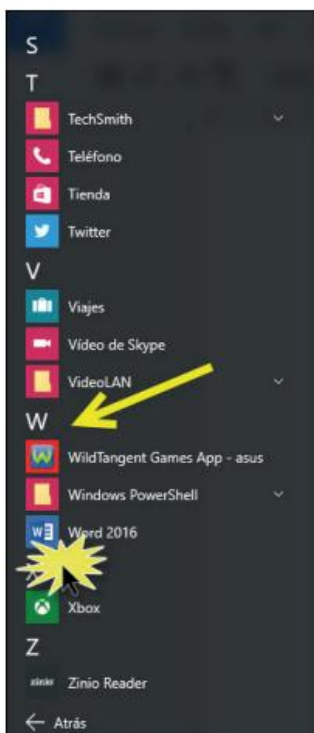 S
T
TechSmith
Teléfono
Tienda
Twitter
V
Viajes
Vídeo de Skype
VideoLAN
W
WildTangent Games App - asus
Windows PowerShell
Word 2016
X
Xbox
Z
Zinio Reader
Atrás